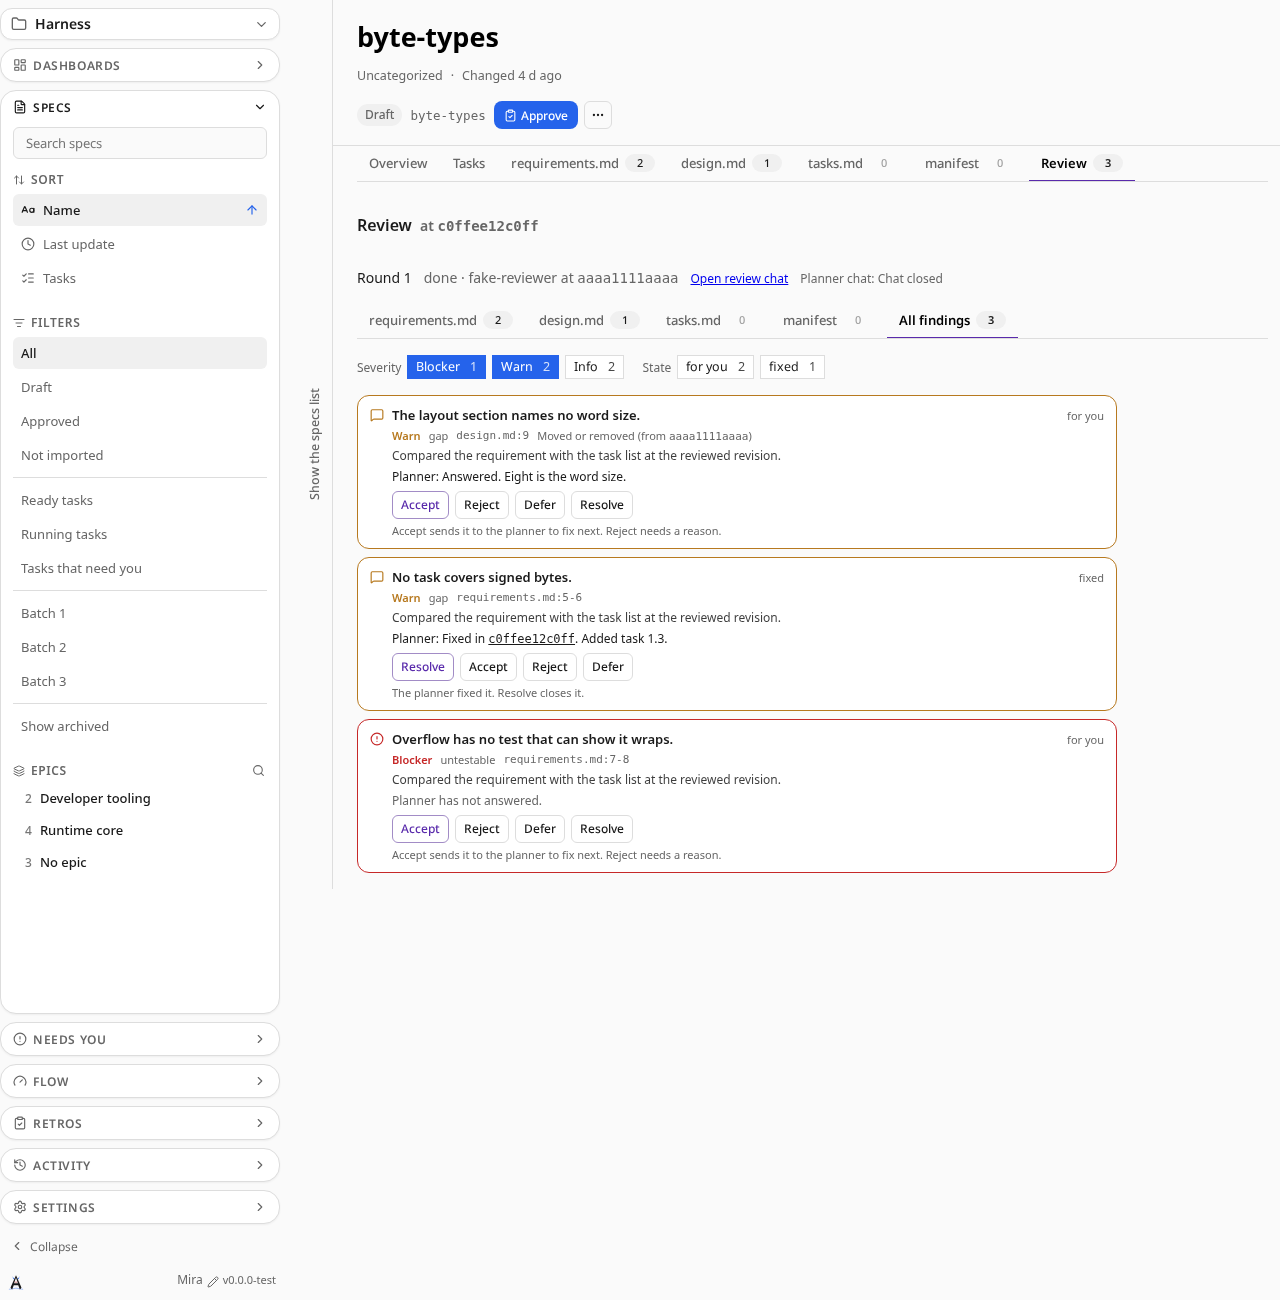 Harness
DASHBOARDS
SPECS
Search specs
SORT
Aa Name
Last update
Tasks
FILTERS
All
Draft
Approved
Not imported
Ready tasks
Running tasks
Tasks that need you
Batch 1
Batch 2
Batch 3
Show archived
EPICS
2 Developer tooling
4 Runtime core
3 No epic
NEEDS YOU
FLOW
RETROS
ACTIVITY
SETTINGS
Collapse
Mira v0.0.0-test
Show the specs list
byte-types
Uncategorized · Changed 4 d ago
Draft byte-types Approve
Overview Tasks requirements.md 2 design.md 1 tasks.md 0 manifest 0 Review 3
Review at c0ffee12c0ff
Round 1 done · fake-reviewer at aaaa1111aaaa Open review chat Planner chat: Chat closed
requirements.md 2 design.md 1 tasks.md 0 manifest 0 All findings 3
Severity Blocker 1 Warn 2 Info 2 State for you 2 fixed 1
The layout section names no word size. for you
Warn gap design.md:9 Moved or removed (from aaaa1111aaaa)
Compared the requirement with the task list at the reviewed revision.
Planner: Answered. Eight is the word size.
Accept Reject Defer Resolve
Accept sends it to the planner to fix next. Reject needs a reason.
No task covers signed bytes. fixed
Warn gap requirements.md:5-6
Compared the requirement with the task list at the reviewed revision.
Planner: Fixed in c0ffee12c0ff. Added task 1.3.
Resolve Accept Reject Defer
The planner fixed it. Resolve closes it.
Overflow has no test that can show it wraps. for you
Blocker untestable requirements.md:7-8
Compared the requirement with the task list at the reviewed revision.
Planner has not answered.
Accept Reject Defer Resolve
Accept sends it to the planner to fix next. Reject needs a reason.